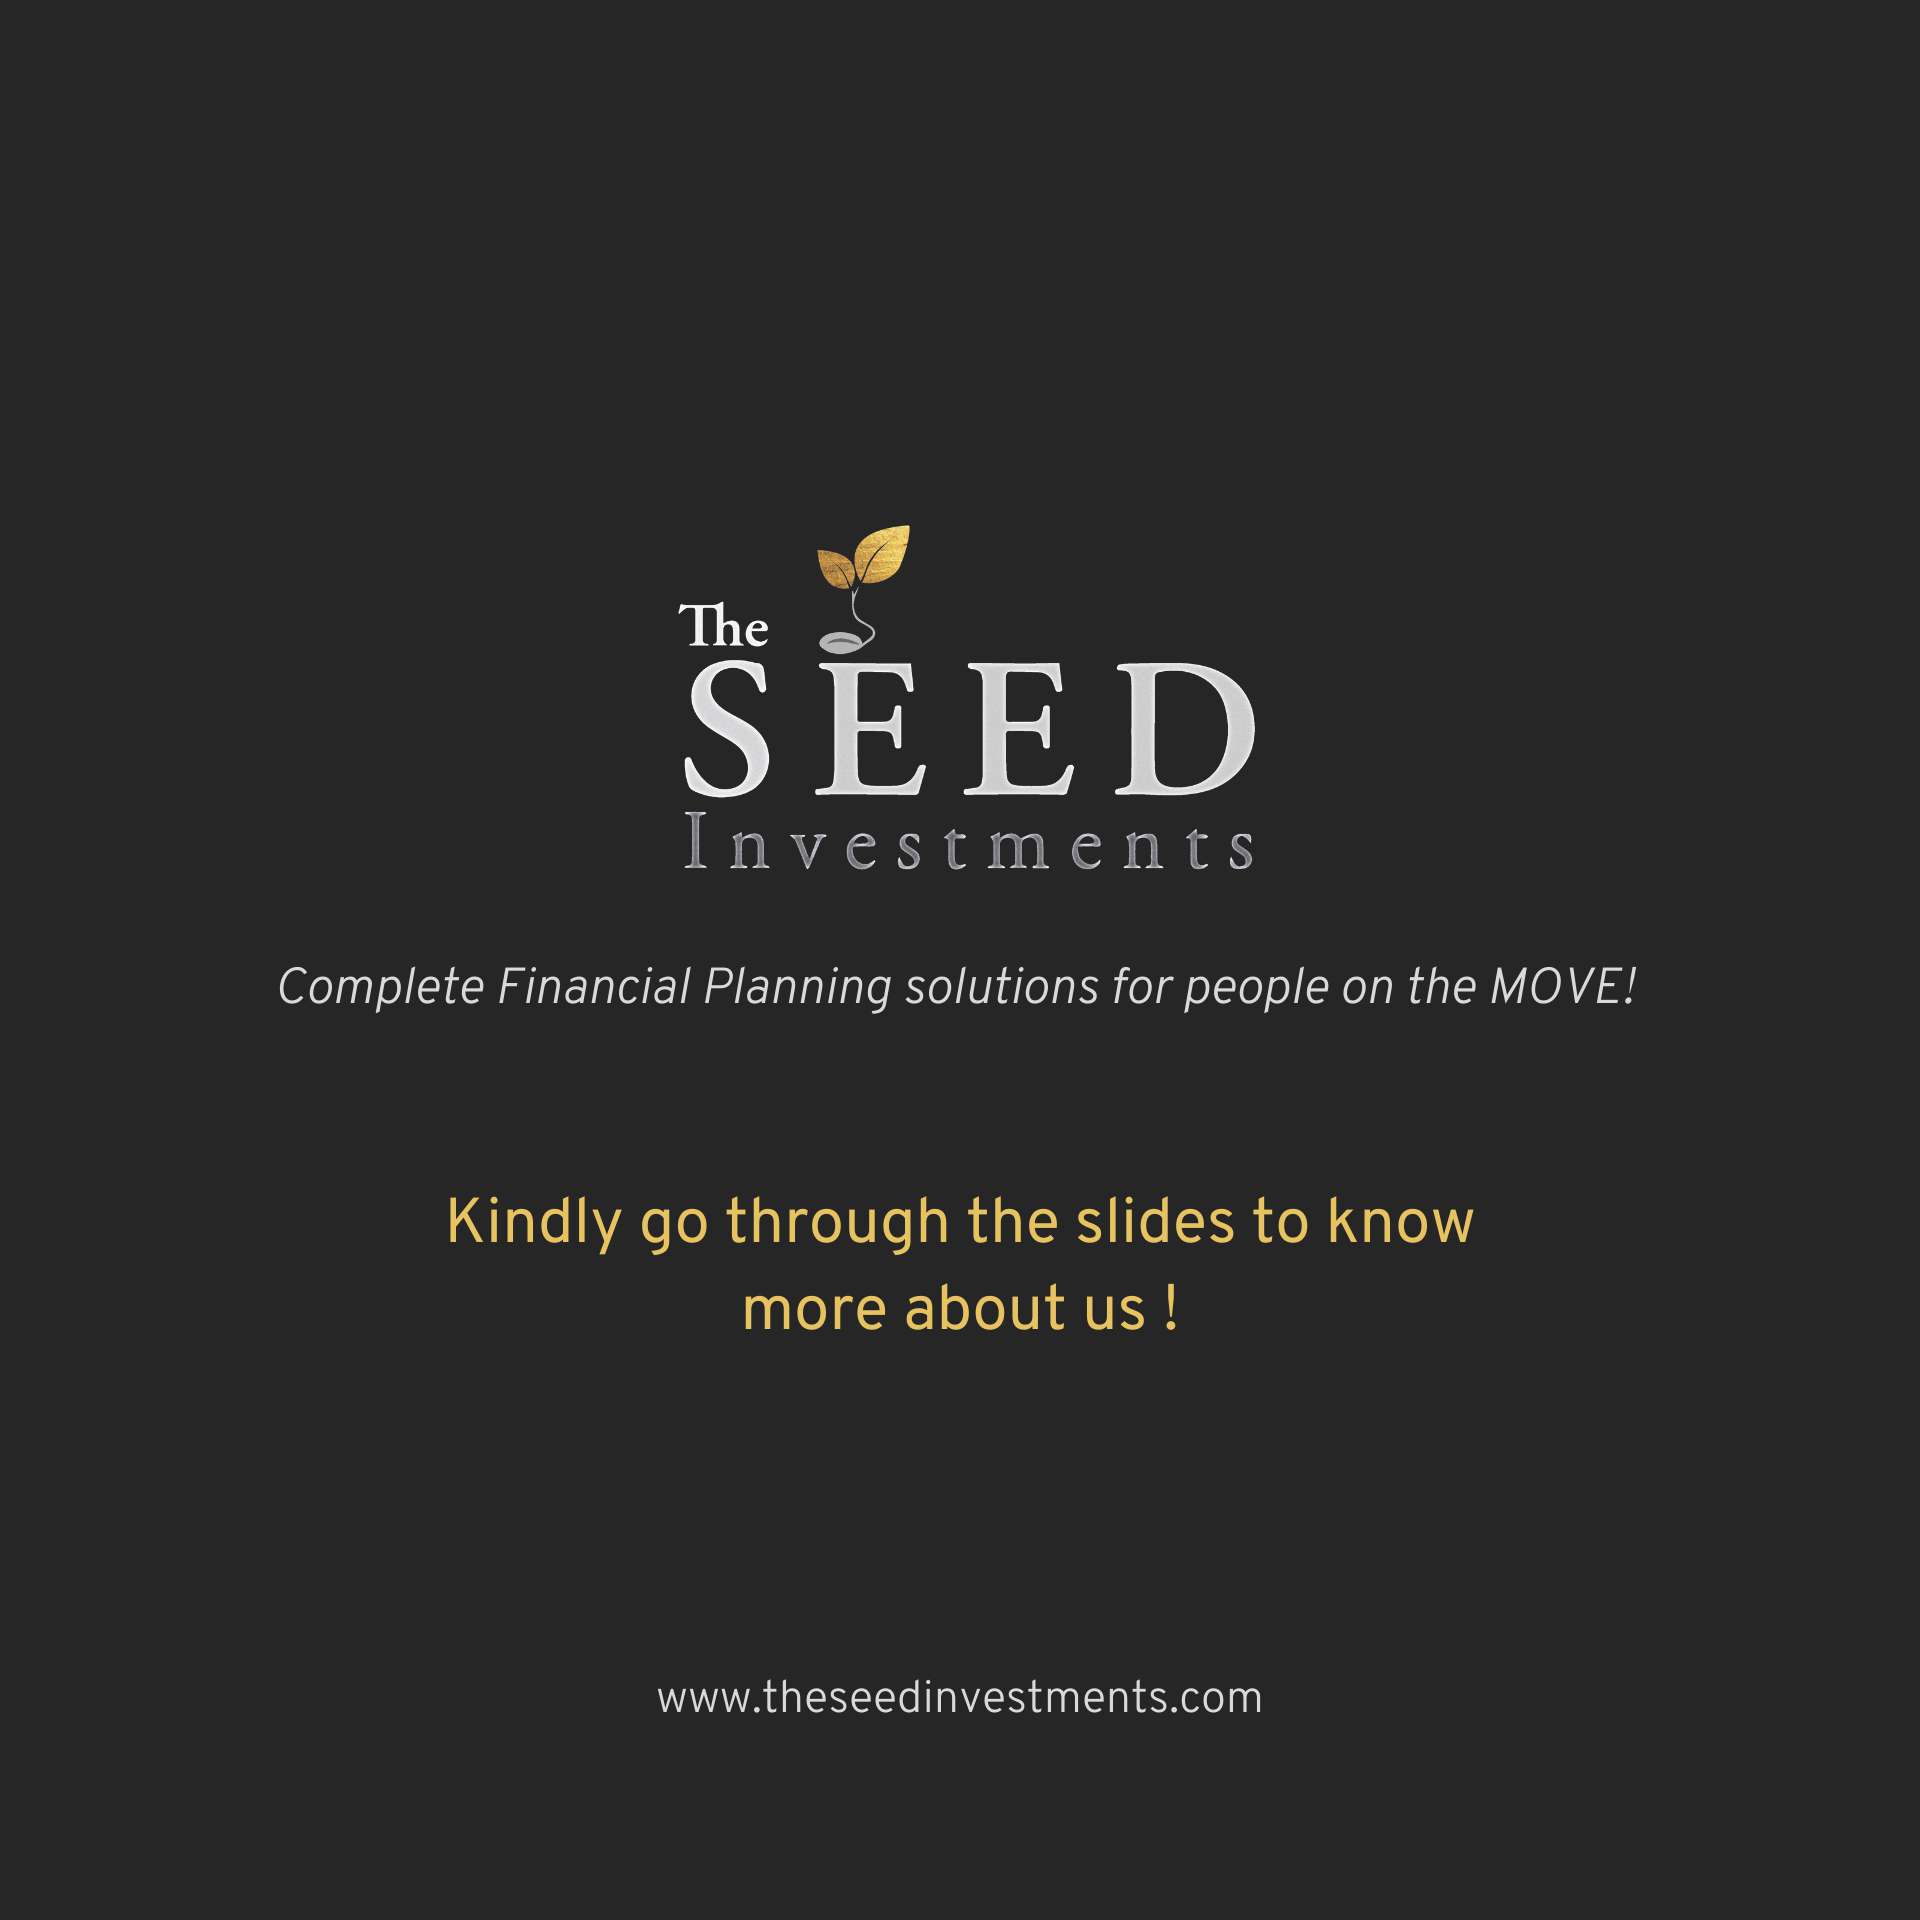 The
SEED
Investments
Complete Financial Planning solutions for people on the MOVE!
Kindly go through the slides to know
more about us !
www.theseedinvestments.com